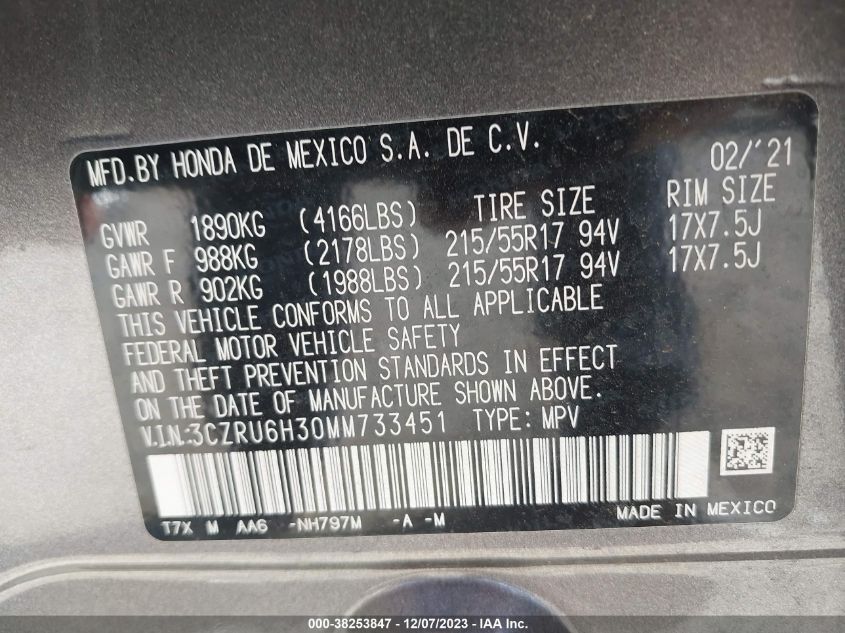 MFD.BY HONDA DE MEXICO S.A. DE C.V. 02/'21
TIRE SIZE RIM SIZE
GVWR 1890KG (4166LBS)
GAWR F 988KG (2178LBS) 215/55R17 94V 17X7.5J
GAWR R 902KG (1988LBS) 215/55R17 94V 17X7.5J
THIS VEHICLE CONFORMS TO ALL APPLICABLE
FEDERAL MOTOR VEHICLE SAFETY
AND THEFT PREVENTION STANDARDS IN EFFECT
ON THE DATE OF MANUFACTURE SHOWN ABOVE.
V.I.N:3CZRU6H30MM733451 TYPE: MPV
T7X M AA6 -NH797M -A -M MADE IN MEXICO
000-38253847 - 12/07/2023 - IAA Inc.